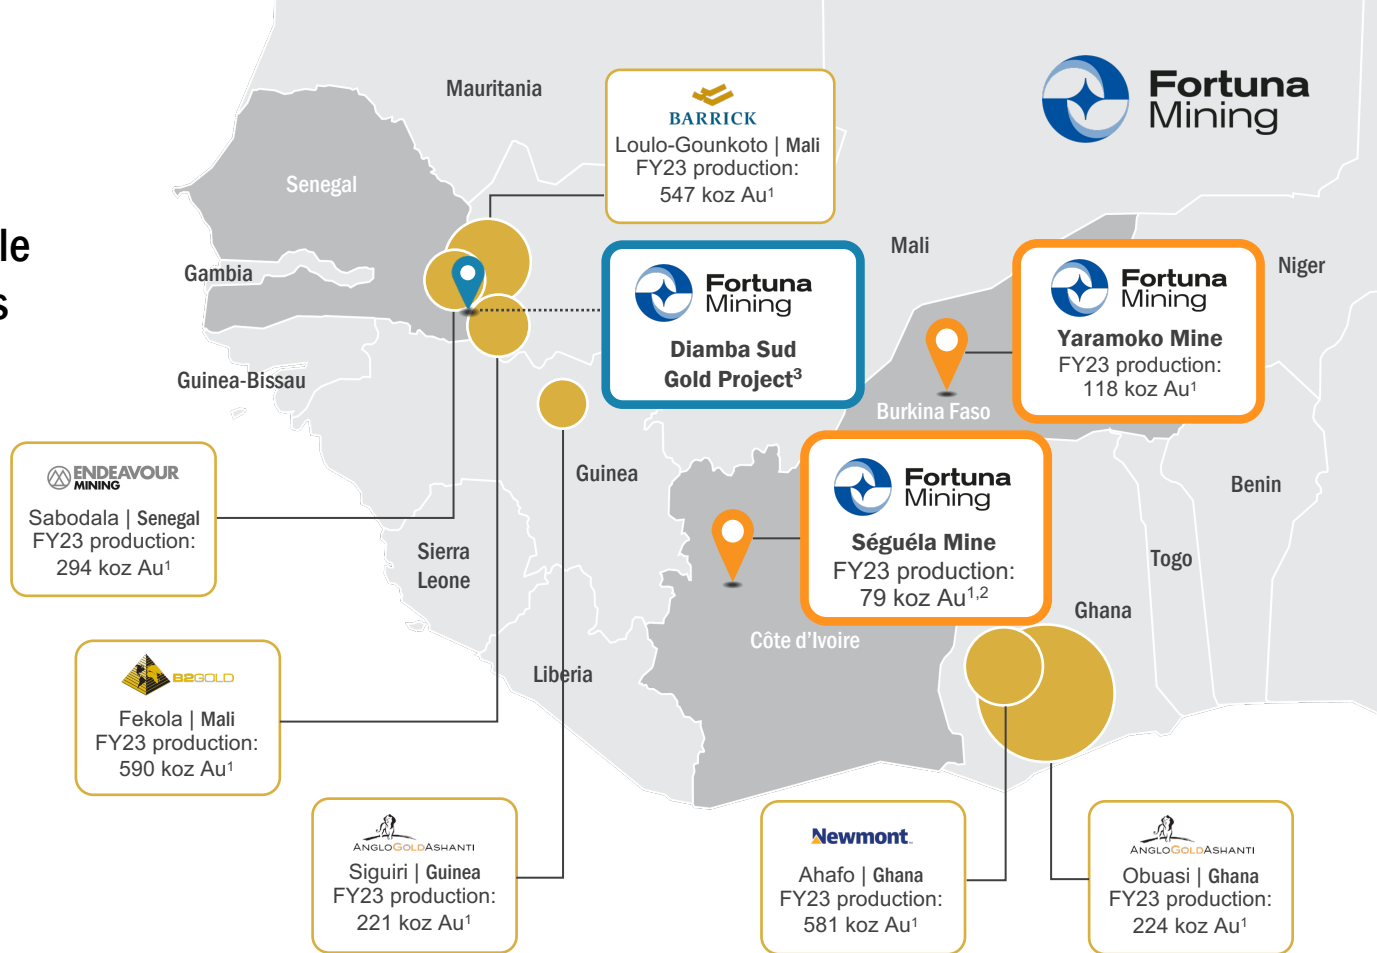 Fortuna
Mining
Mauritania
BARRICK
Loulo-Gounkoto | Mali
FY23 production:
547 koz Au¹
Senegal
le
s
Gambia
Mali
Niger
Fortuna
Mining
Diamba Sud
Gold Project³
Fortuna
Mining
Yaramoko Mine
FY23 production:
118 koz Au¹
Guinea-Bissau
Burkina Faso
ENDEAVOUR
MINING
Sabodala | Senegal
FY23 production:
294 koz Au¹
Guinea
Fortuna
Mining
Séguéla Mine
FY23 production:
79 koz Au¹,²
Benin
Togo
Sierra
Leone
Ghana
Côte d'Ivoire
Liberia
B2GOLD
Fekola | Mali
FY23 production:
590 koz Au¹
ANGLOGOLDASHANTI
Siguiri | Guinea
FY23 production:
221 koz Au¹
Newmont
Ahafo | Ghana
FY23 production:
581 koz Au¹
ANGLOGOLDASHANTI
Obuasi | Ghana
FY23 production:
224 koz Au¹